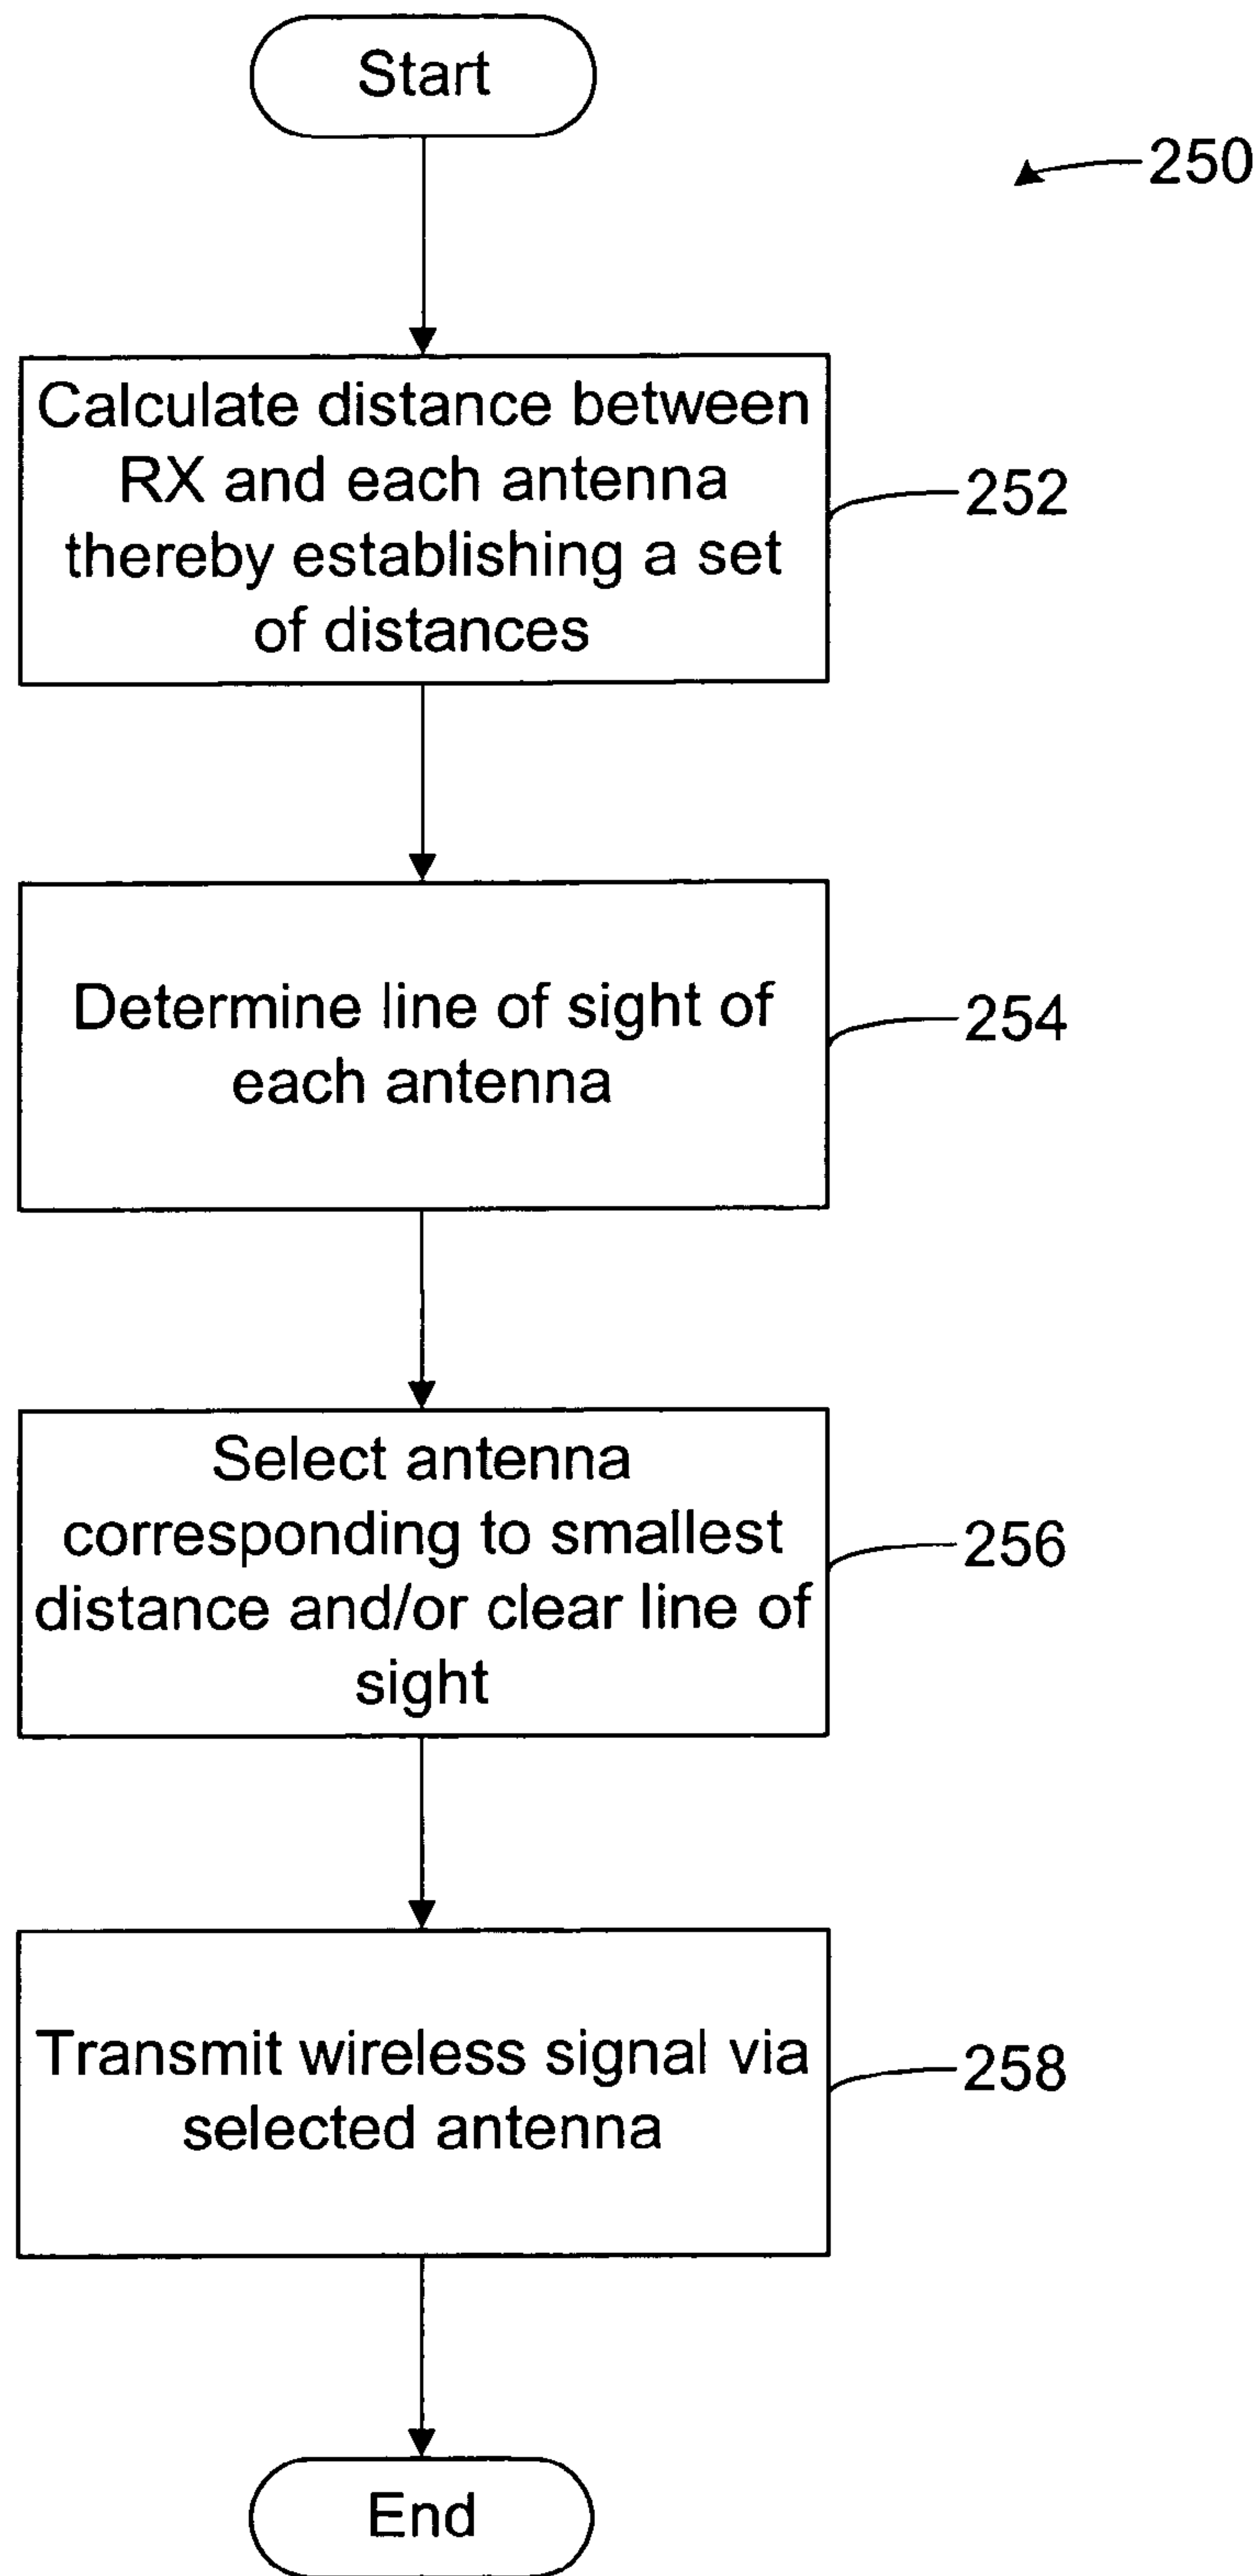 Start
250
Calculate distance between
RX and each antenna
thereby establishing a set
of distances
252
Determine line of sight of
each antenna
254
Select antenna
corresponding to smallest
distance and/or clear line of
sight
256
Transmit wireless signal via
selected antenna
258
End